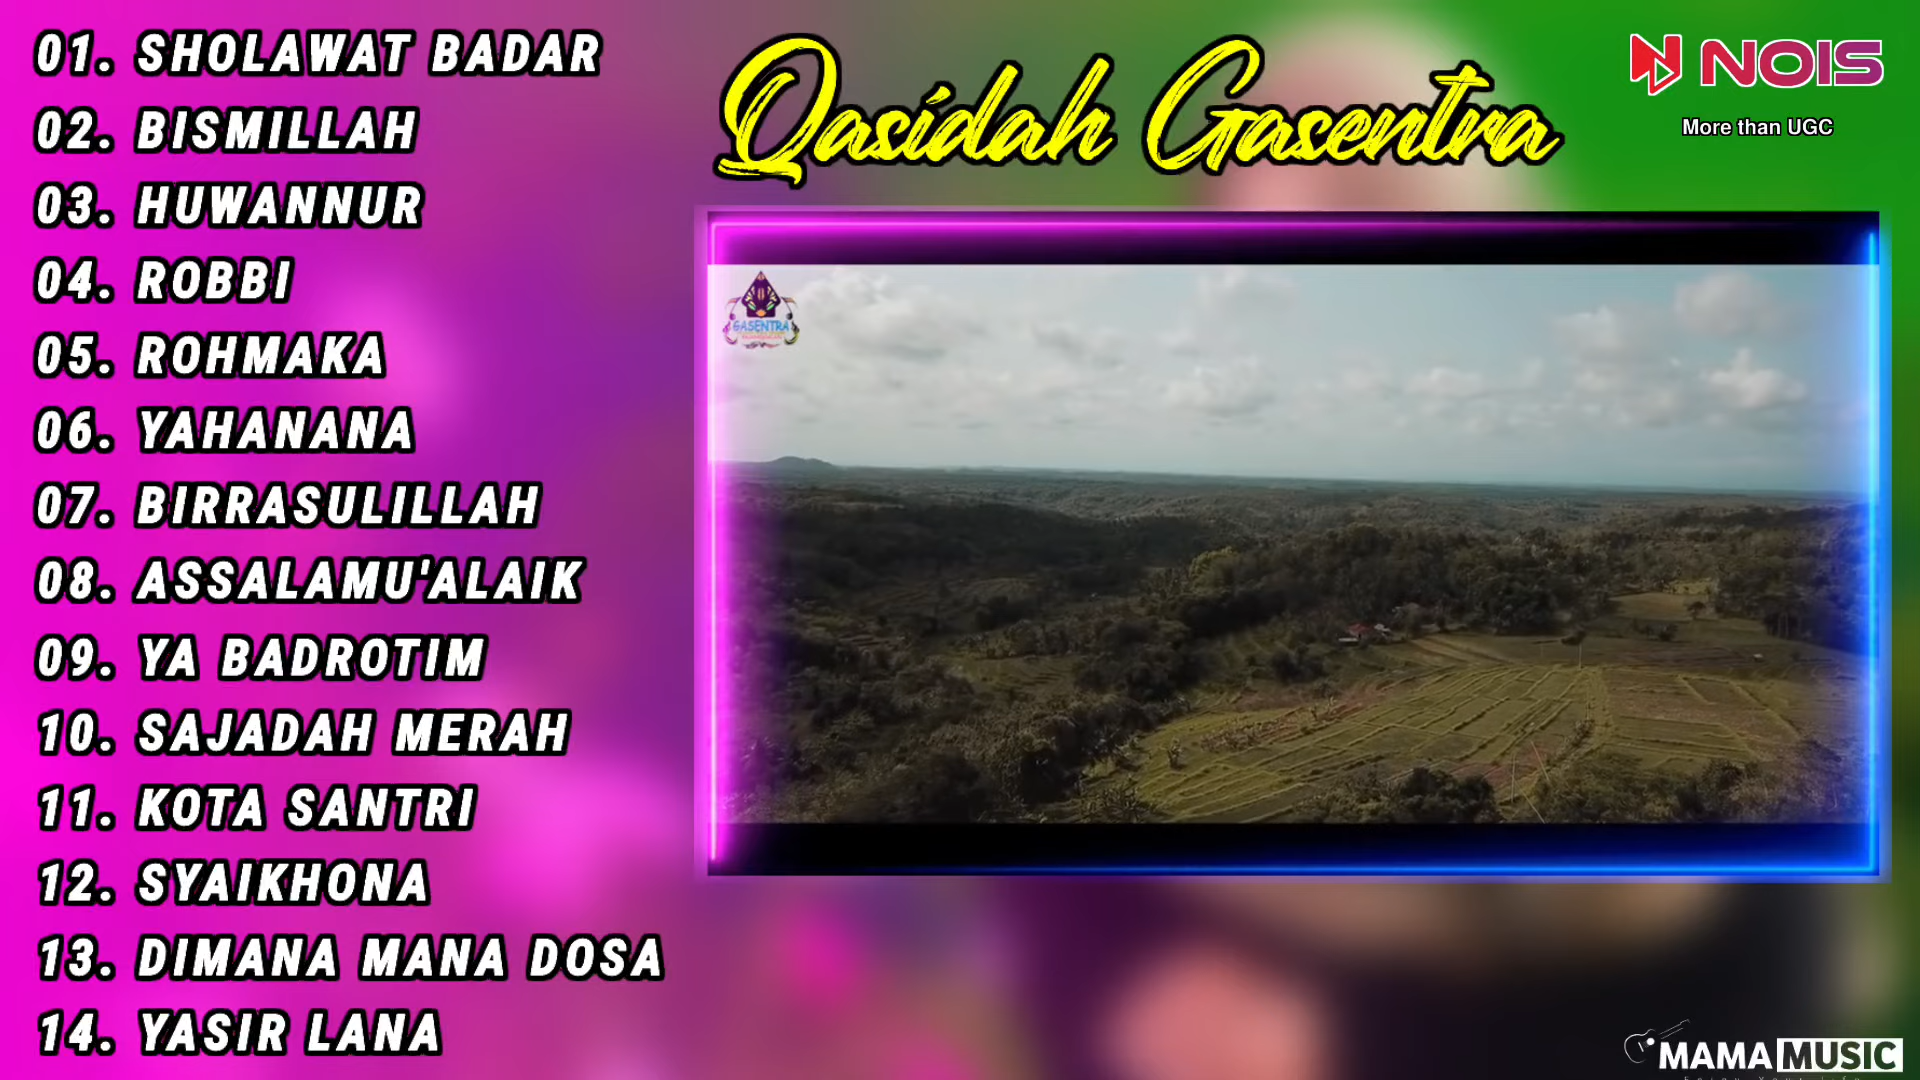 01. SHOLAWAT BADAR
02. BISMILLAH
03. HUWANNUR
04. ROBBI
05. ROHMAKA
06. YAHANANA
07. BIRRASULILLAH
08. ASSALAMU'ALAIK
09. YA BADROTIM
10. SAJADAH MERAH
11. KOTA SANTRI
12. SYAIKHONA
13. DIMANA MANA DOSA
14. YASIR LANA
Qasidah Gasentra
NOIS
More than UGC
GASENTRA
MAMA MUSIC